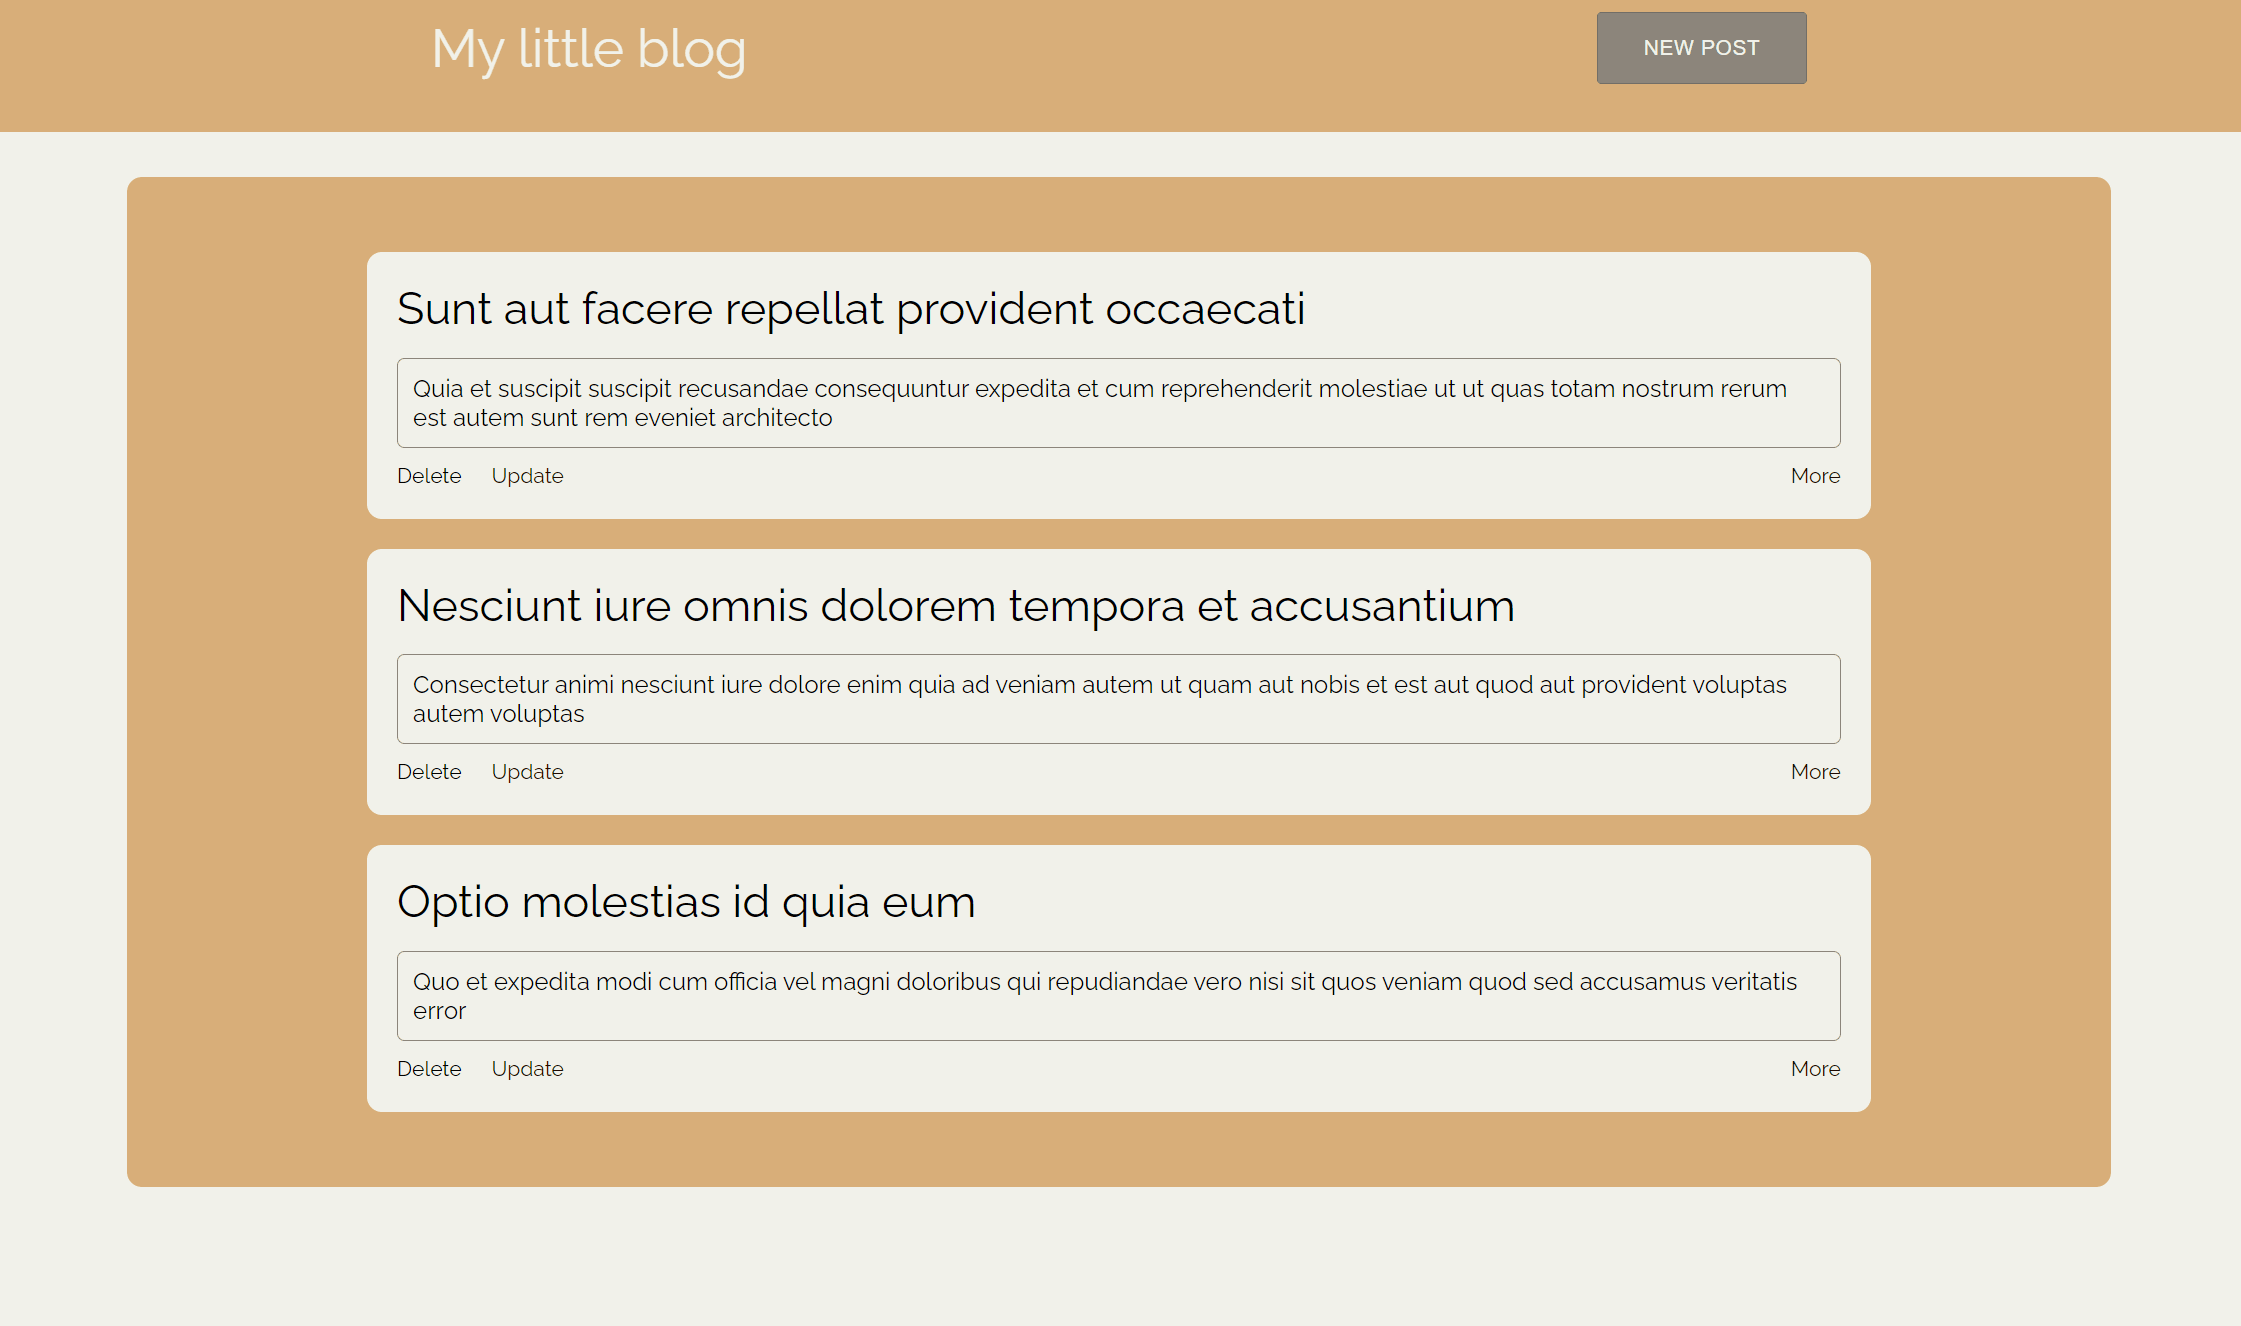 My little blog
NEW POST
Sunt aut facere repellat provident occaecati
Quia et suscipit suscipit recusandae consequuntur expedita et cum reprehenderit molestiae ut ut quas totam nostrum rerum
est autem sunt rem eveniet architecto
Delete Update More
Nesciunt iure omnis dolorem tempora et accusantium
Consectetur animi nesciunt iure dolore enim quia ad veniam autem ut quam aut nobis et est aut quod aut provident voluptas
autem voluptas
Delete Update More
Optio molestias id quia eum
Quo et expedita modi cum officia vel magni doloribus qui repudiandae vero nisi sit quos veniam quod sed accusamus veritatis
error
Delete Update More